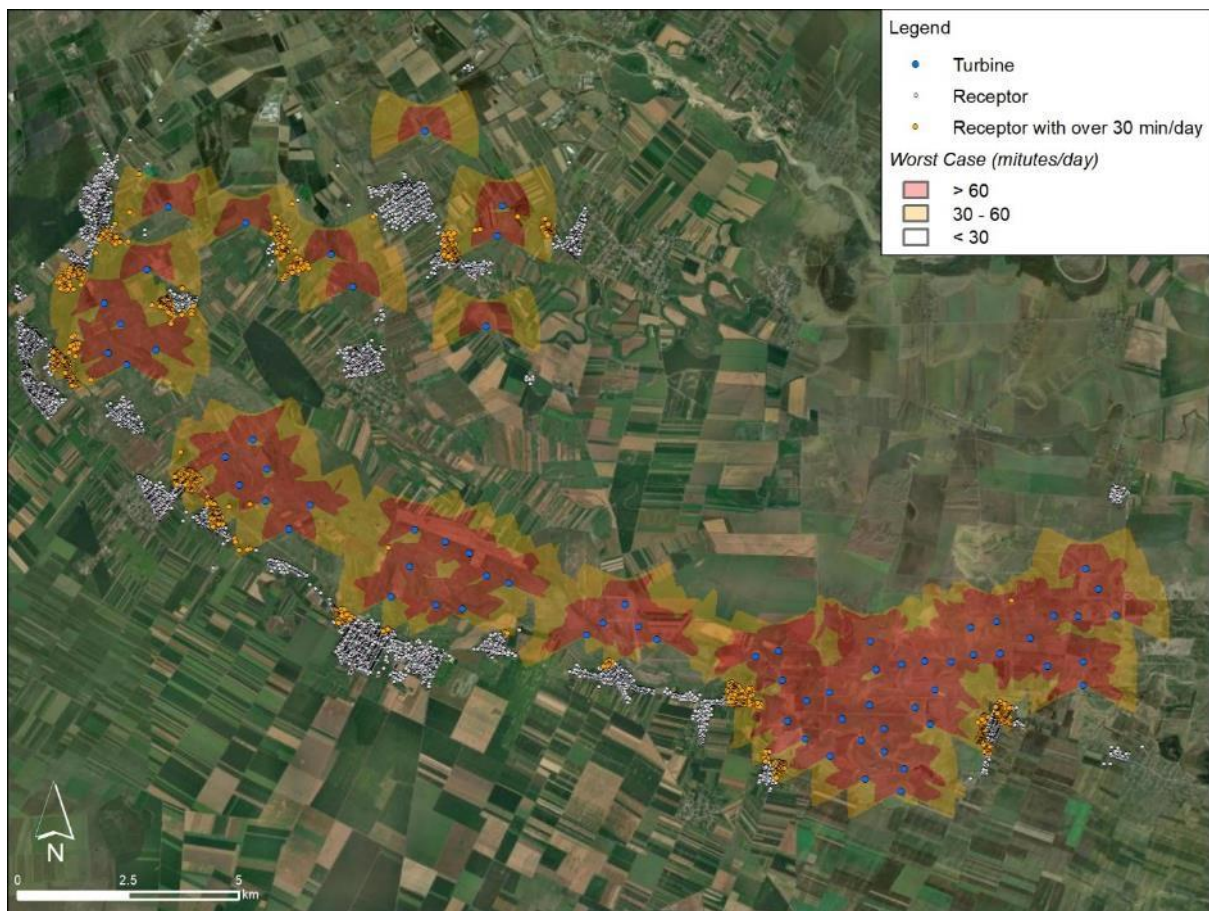 Legend
Turbine
Receptor
Receptor with over 30 min/day
Worst Case (mitutes/day)
> 60
30 - 60
< 30
N
0 2.5 5
km